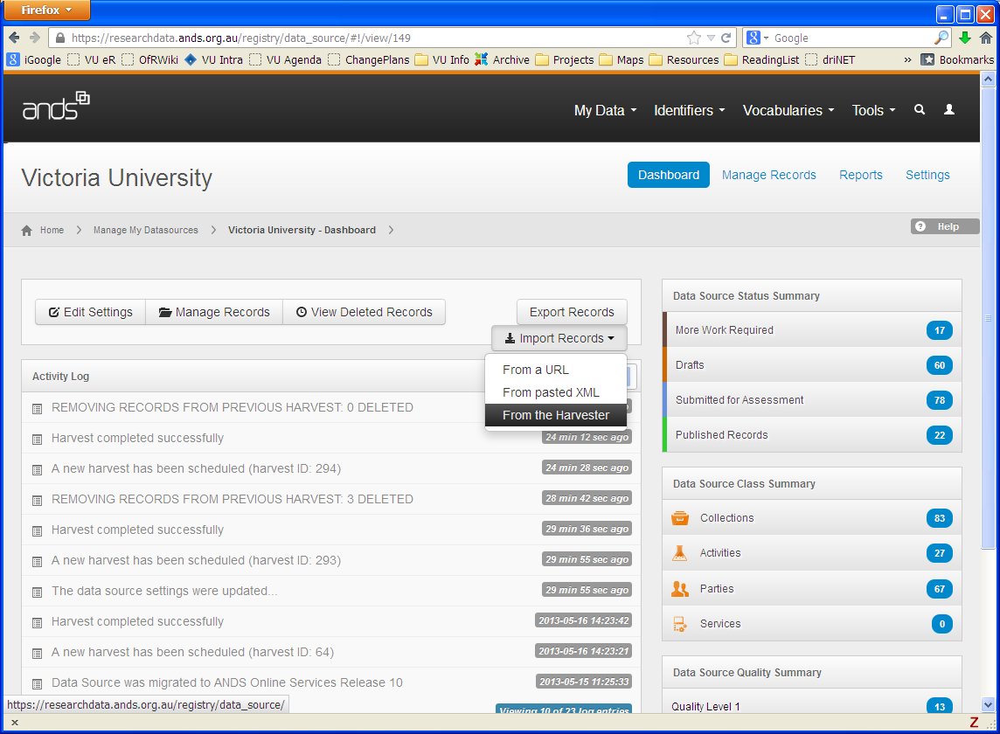 Firefox
https://researchdata.ands.org.au/registry/data_source/#!/view/149
Google
iGoogle VU eR OfRWiki VU Intra VU Agenda ChangePlans VU Info Archive Projects Maps Resources ReadingList driNET » Bookmarks
ands
My Data Identifiers Vocabularies Tools
Victoria University
Dashboard Manage Records Reports Settings
Home Manage My Datasources Victoria University - Dashboard
? Help
Edit Settings Manage Records View Deleted Records Export Records
Import Records
From a URL
From pasted XML
From the Harvester
Activity Log
REMOVING RECORDS FROM PREVIOUS HARVEST: 0 DELETED
Harvest completed successfully 24 min 12 sec ago
A new harvest has been scheduled (harvest ID: 294) 24 min 28 sec ago
REMOVING RECORDS FROM PREVIOUS HARVEST: 3 DELETED 28 min 42 sec ago
Harvest completed successfully 29 min 36 sec ago
A new harvest has been scheduled (harvest ID: 293) 29 min 55 sec ago
The data source settings were updated... 29 min 55 sec ago
Harvest completed successfully 2013-05-16 14:23:42
A new harvest has been scheduled (harvest ID: 64) 2013-05-16 14:23:21
Data Source was migrated to ANDS Online Services Release 10 2013-05-15 11:25:33
Viewing 10 of 23 log entries
Data Source Status Summary
More Work Required 17
Drafts 60
Submitted for Assessment 78
Published Records 22
Data Source Class Summary
Collections 83
Activities 27
Parties 67
Services 0
Data Source Quality Summary
Quality Level 1 13
https://researchdata.ands.org.au/registry/data_source/
x
Z